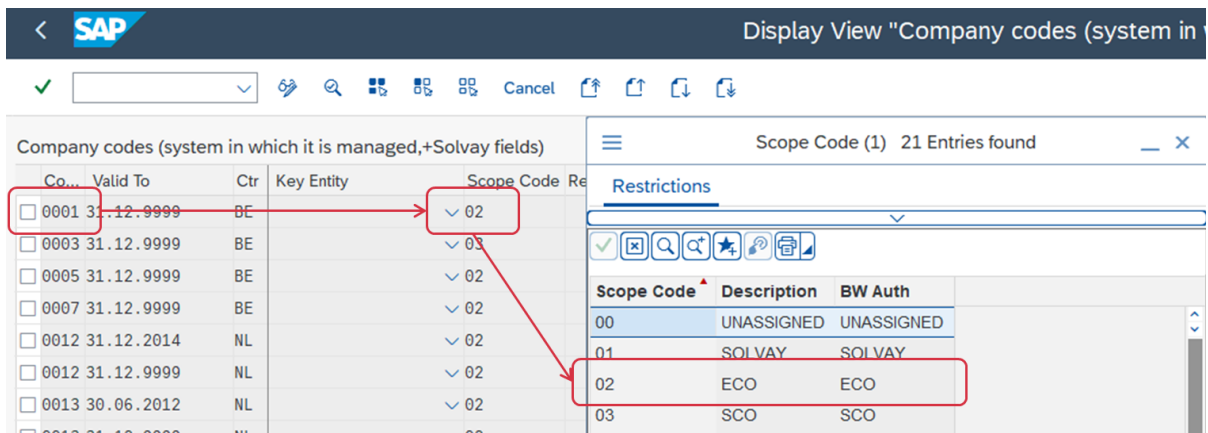 SAP
Display View "Company codes (system in
Cancel
Company codes (system in which it is managed,+Solvay fields)
Co... Valid To Ctr Key Entity Scope Code Re
0001 31.12.9999 BE 02
0003 31.12.9999 BE 03
0005 31.12.9999 BE 02
0007 31.12.9999 BE 02
0012 31.12.2014 NL 02
0012 31.12.9999 NL 02
0013 30.06.2012 NL 02
Scope Code (1) 21 Entries found
Restrictions
Scope Code Description BW Auth
00 UNASSIGNED UNASSIGNED
01 SOLVAY SOLVAY
02 ECO ECO
03 SCO SCO